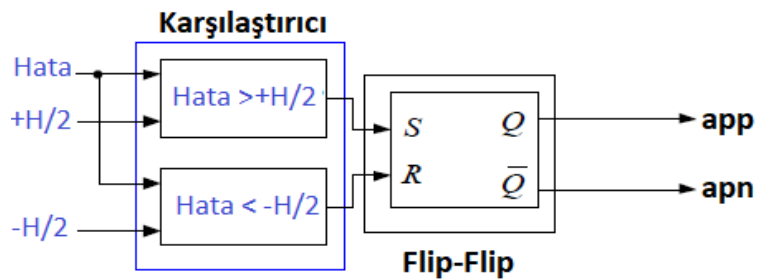 Karşılaştırıcı
Hata
+H/2
-H/2
Hata >+H/2
Hata < -H/2
S
R
Q
Q̅
Flip-Flip
app
apn